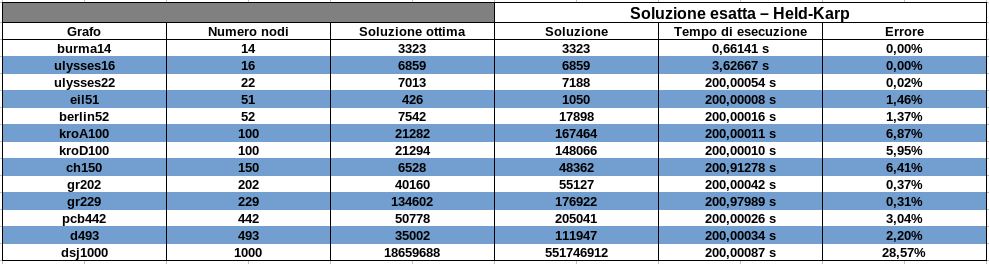 Soluzione esatta – Held-Karp
Grafo Numero nodi Soluzione ottima Soluzione Tempo di esecuzione Errore
burma14 14 3323 3323 0,66141 s 0,00%
ulysses16 16 6859 6859 3,62667 s 0,00%
ulysses22 22 7013 7188 200,00054 s 0,02%
eil51 51 426 1050 200,00008 s 1,46%
berlin52 52 7542 17898 200,00016 s 1,37%
kroA100 100 21282 167464 200,00011 s 6,87%
kroD100 100 21294 148066 200,00010 s 5,95%
ch150 150 6528 48362 200,91278 s 6,41%
gr202 202 40160 55127 200,00042 s 0,37%
gr229 229 134602 176922 200,97989 s 0,31%
pcb442 442 50778 205041 200,00026 s 3,04%
d493 493 35002 111947 200,00034 s 2,20%
dsj1000 1000 18659688 551746912 200,00087 s 28,57%